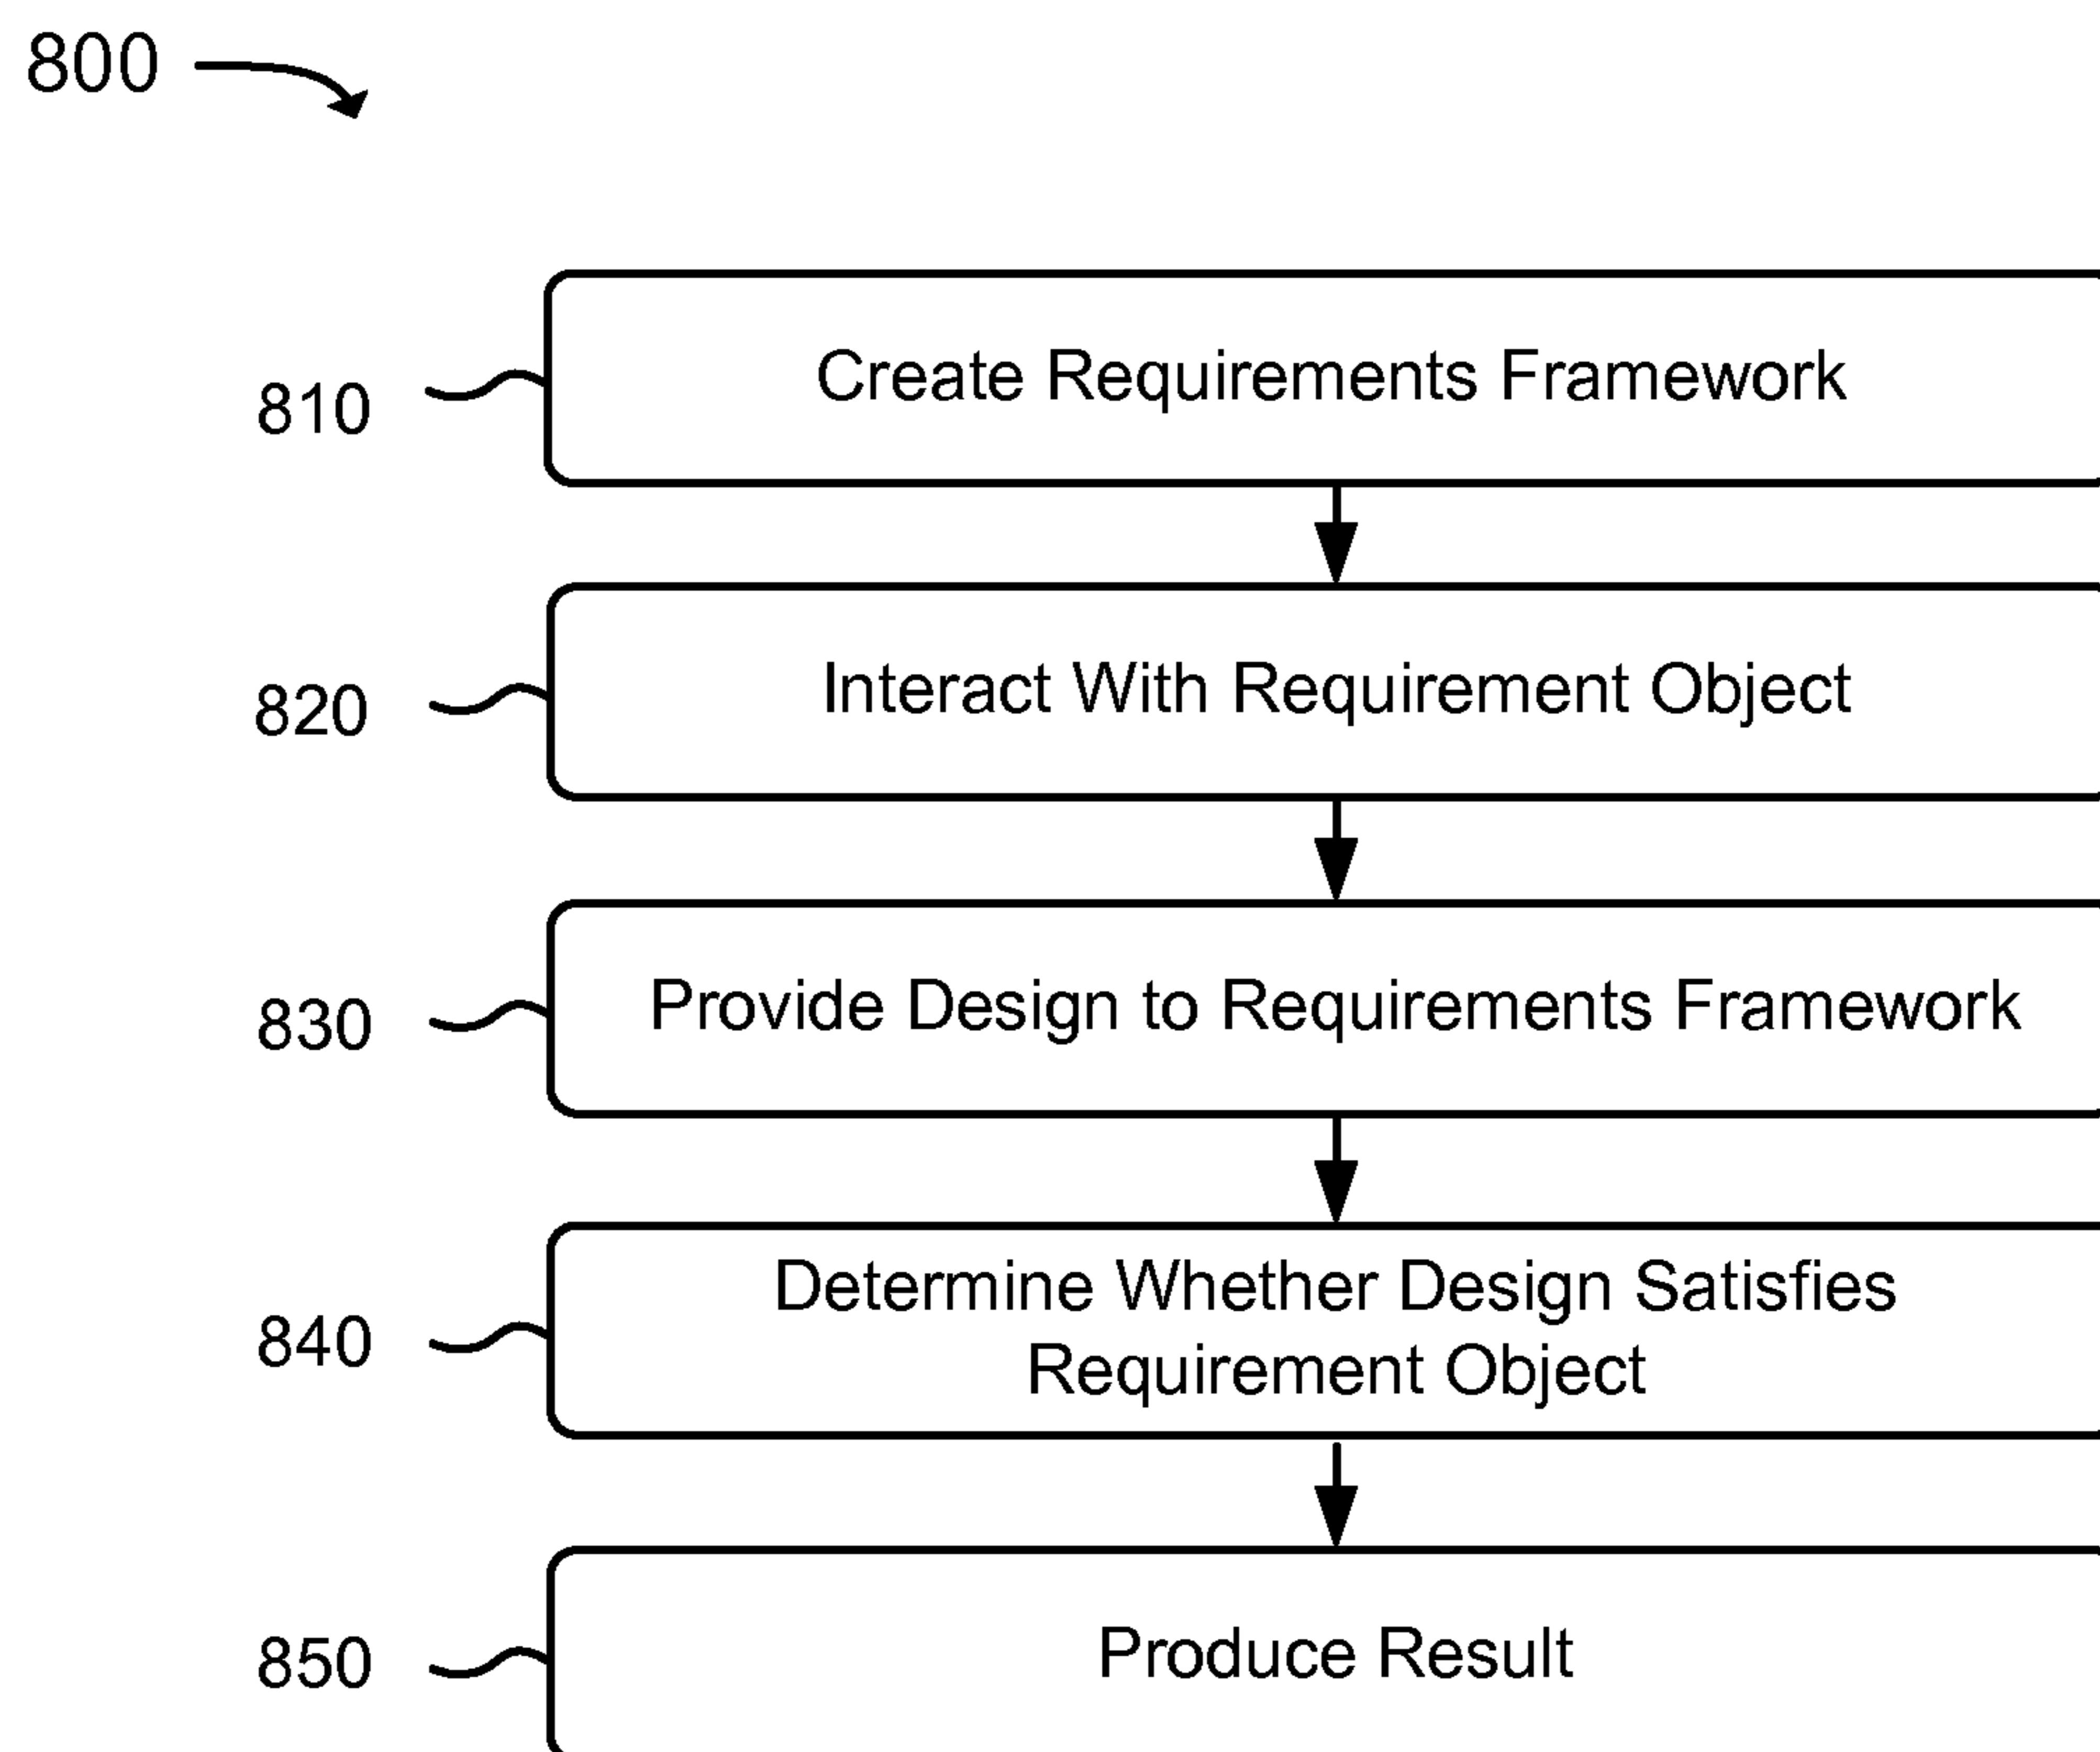 800
810
Create Requirements Framework
820
Interact With Requirement Object
830
Provide Design to Requirements Framework
840
Determine Whether Design Satisfies
Requirement Object
850
Produce Result